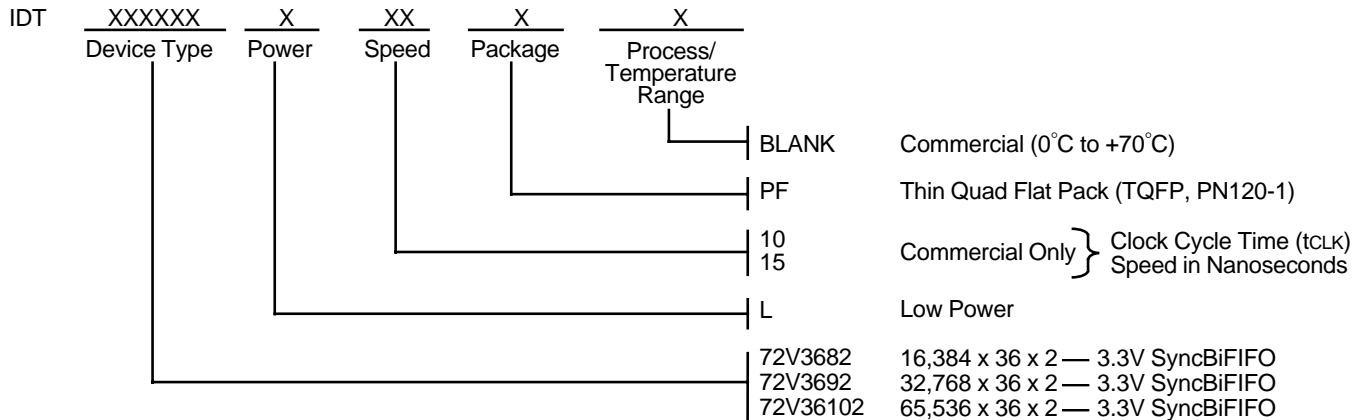 IDT XXXXXX X XX X X
Device Type Power Speed Package Process/
Temperature
Range
BLANK Commercial (0°C to +70°C)
PF Thin Quad Flat Pack (TQFP, PN120-1)
10
15
Commercial Only } Clock Cycle Time (tCLK)
Speed in Nanoseconds
L Low Power
72V3682 16,384 x 36 x 2 — 3.3V SyncBiFIFO
72V3692 32,768 x 36 x 2 — 3.3V SyncBiFIFO
72V36102 65,536 x 36 x 2 — 3.3V SyncBiFIFO